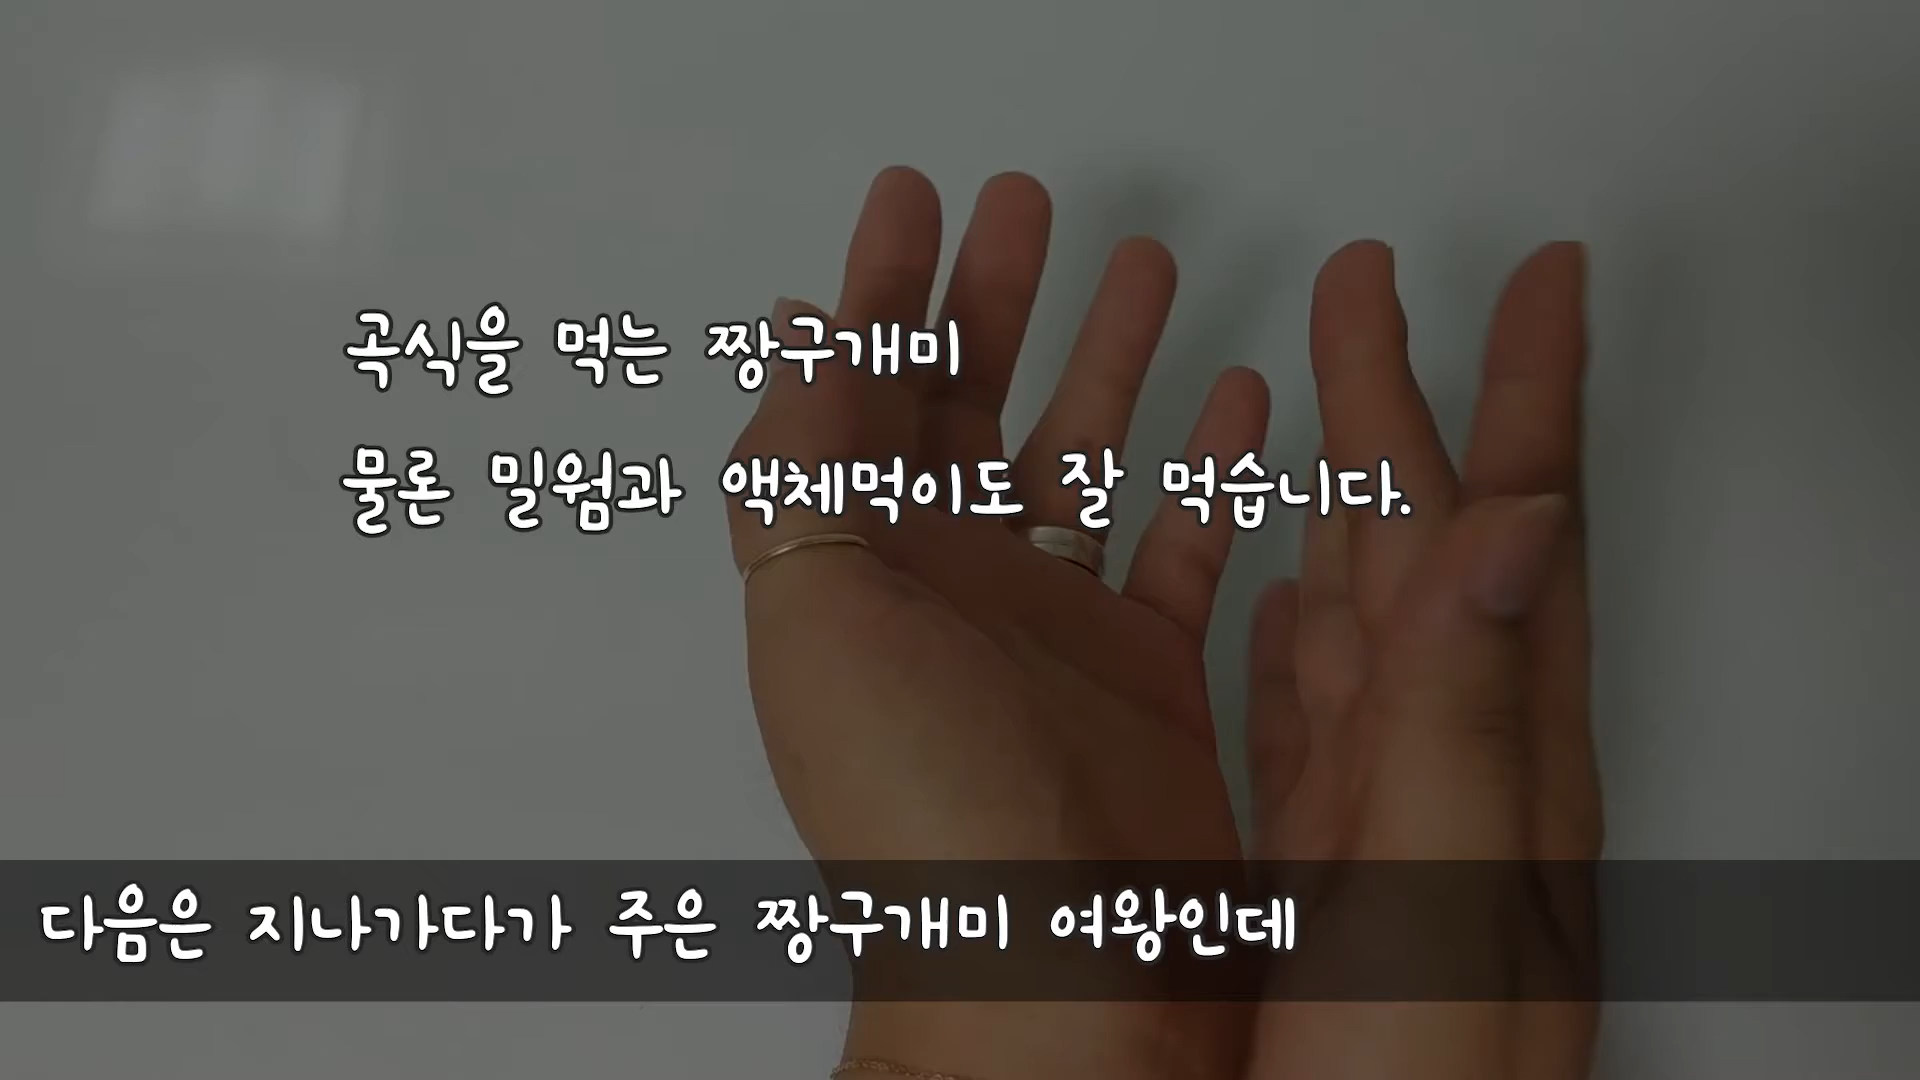 곡식을 먹는 짱구개미
물론 밀웜과 액체먹이도 잘 먹습니다.
다음은 지나가다가 주은 짱구개미 여왕인데